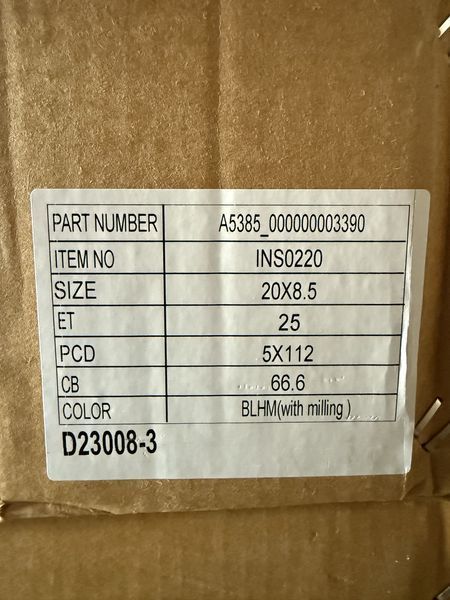 PART NUMBER A5385_000000003390
ITEM NO INS0220
SIZE 20X8.5
ET 25
PCD 5X112
CB 66.6
COLOR BLHM(with milling )
D23008-3